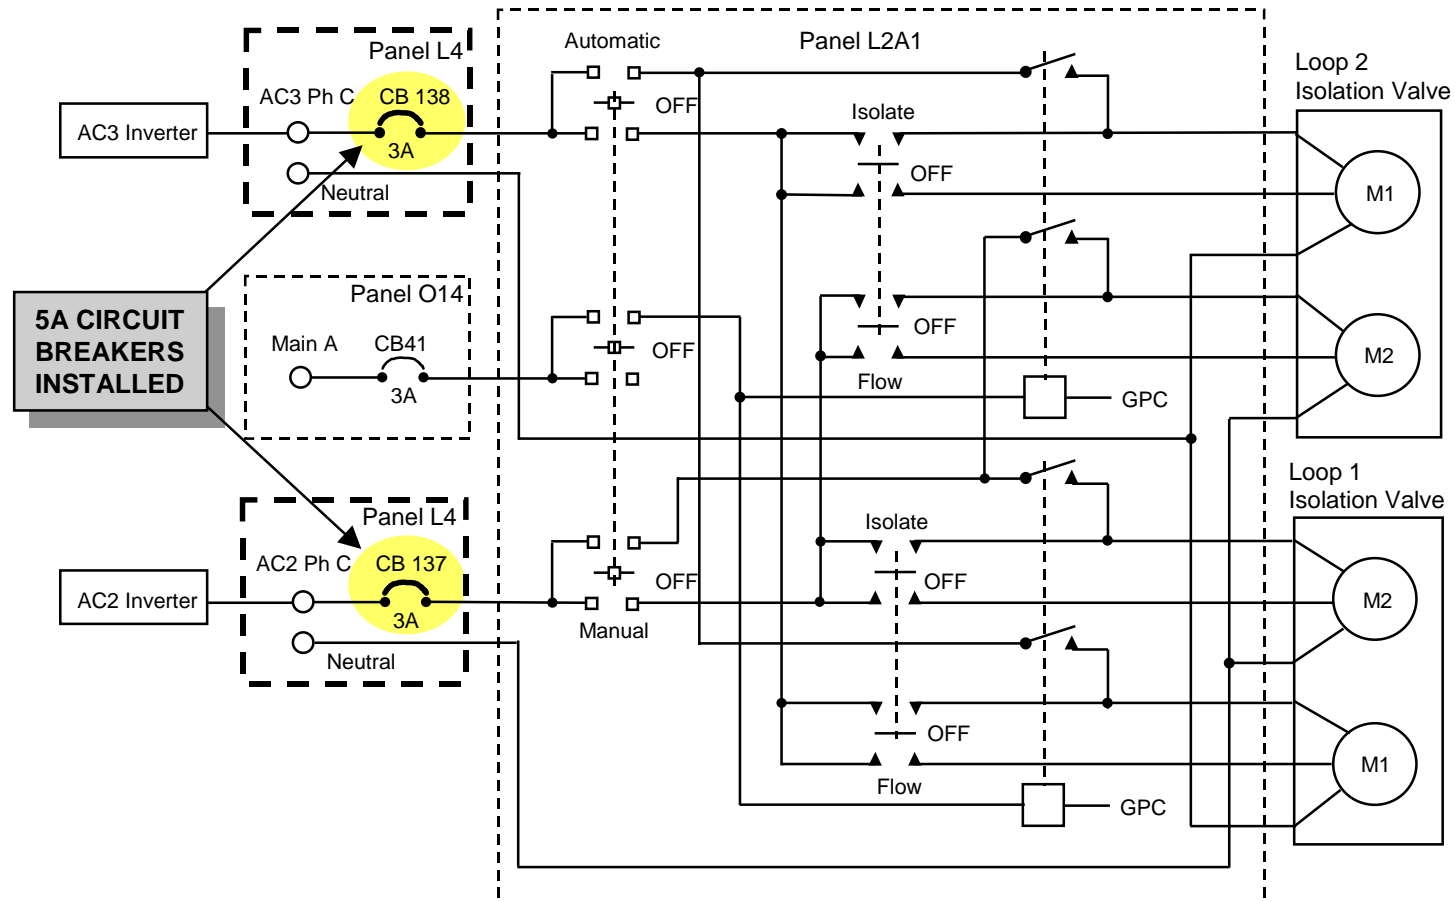 Panel L4
Automatic
Panel L2A1
Loop 2
Isolation Valve
AC3 Ph C
CB 138
OFF
Isolate
AC3 Inverter
3A
OFF
Neutral
M1
5A CIRCUIT
BREAKERS
INSTALLED
Panel O14
Main A
CB41
3A
OFF
OFF
Flow
M2
GPC
Panel L4
Loop 1
Isolation Valve
Isolate
AC2 Ph C
CB 137
OFF
OFF
AC2 Inverter
3A
Manual
M2
Neutral
OFF
Flow
M1
GPC